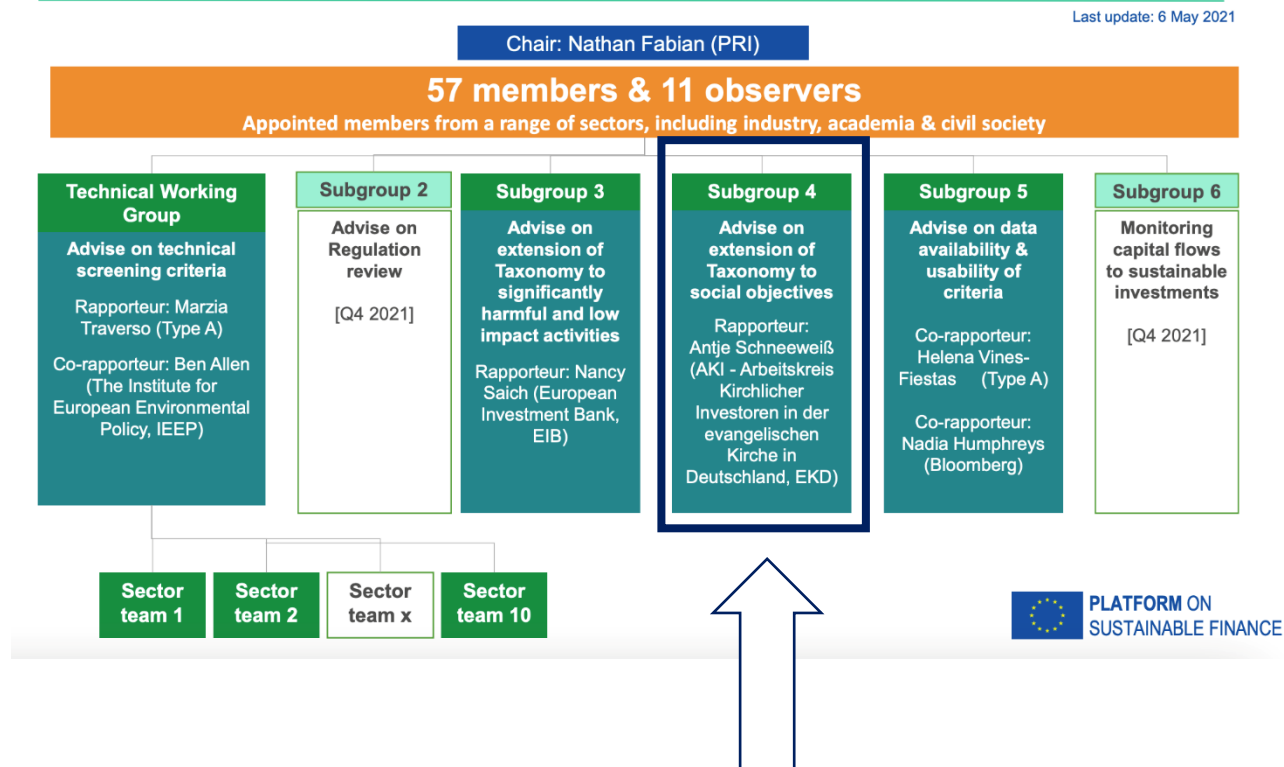 Last update: 6 May 2021
Chair: Nathan Fabian (PRI)
57 members & 11 observers
Appointed members from a range of sectors, including industry, academia & civil society
Technical Working
Group
Advise on technical
screening criteria
Rapporteur: Marzia
Traverso (Type A)
Co-rapporteur: Ben Allen
(The Institute for
European Environmental
Policy, IEEP)
Subgroup 2
Advise on
Regulation
review
[Q4 2021]
Subgroup 3
Advise on
extension of
Taxonomy to
significantly
harmful and low
impact activities
Rapporteur: Nancy
Saich (European
Investment Bank,
EIB)
Subgroup 4
Advise on
extension of
Taxonomy to
social objectives
Rapporteur:
Antje Schneeweiß
(AKI - Arbeitskreis
Kirchlicher
Investoren in der
evangelischen
Kirche in
Deutschland, EKD)
Subgroup 5
Advise on data
availability &
usability of
criteria
Co-rapporteur:
Helena Vines-
Fiestas (Type A)
Co-rapporteur:
Nadia Humphreys
(Bloomberg)
Subgroup 6
Monitoring
capital flows
to sustainable
investments
[Q4 2021]
Sector
team 1
Sector
team 2
Sector
team x
Sector
team 10
PLATFORM ON
SUSTAINABLE FINANCE